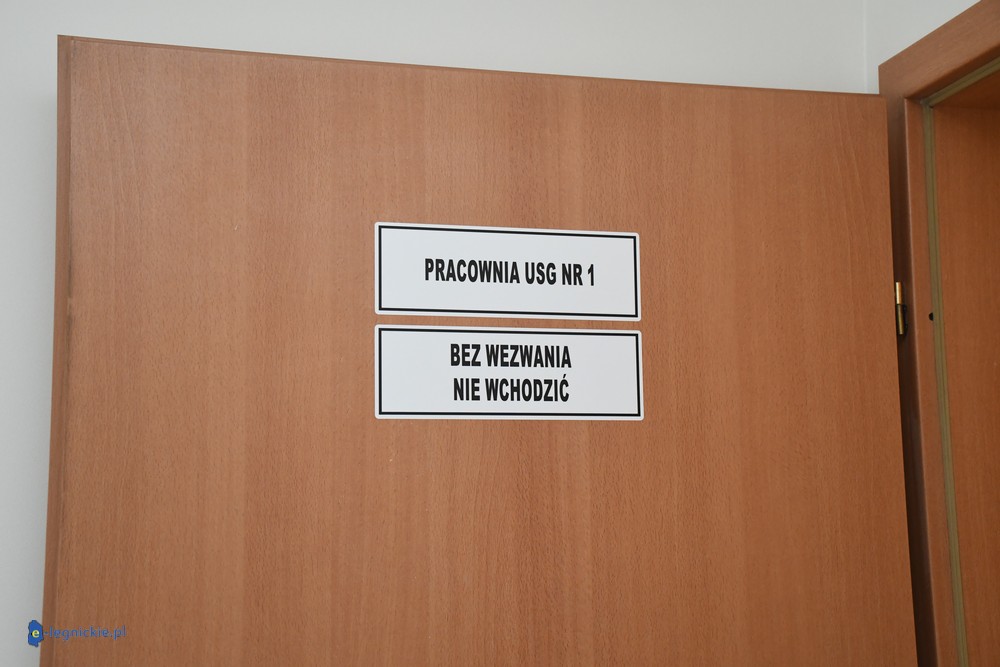 PRACOWNIA USG NR 1
BEZ WEZWANIA
NIE WCHODZIĆ
e-legnickie.pl